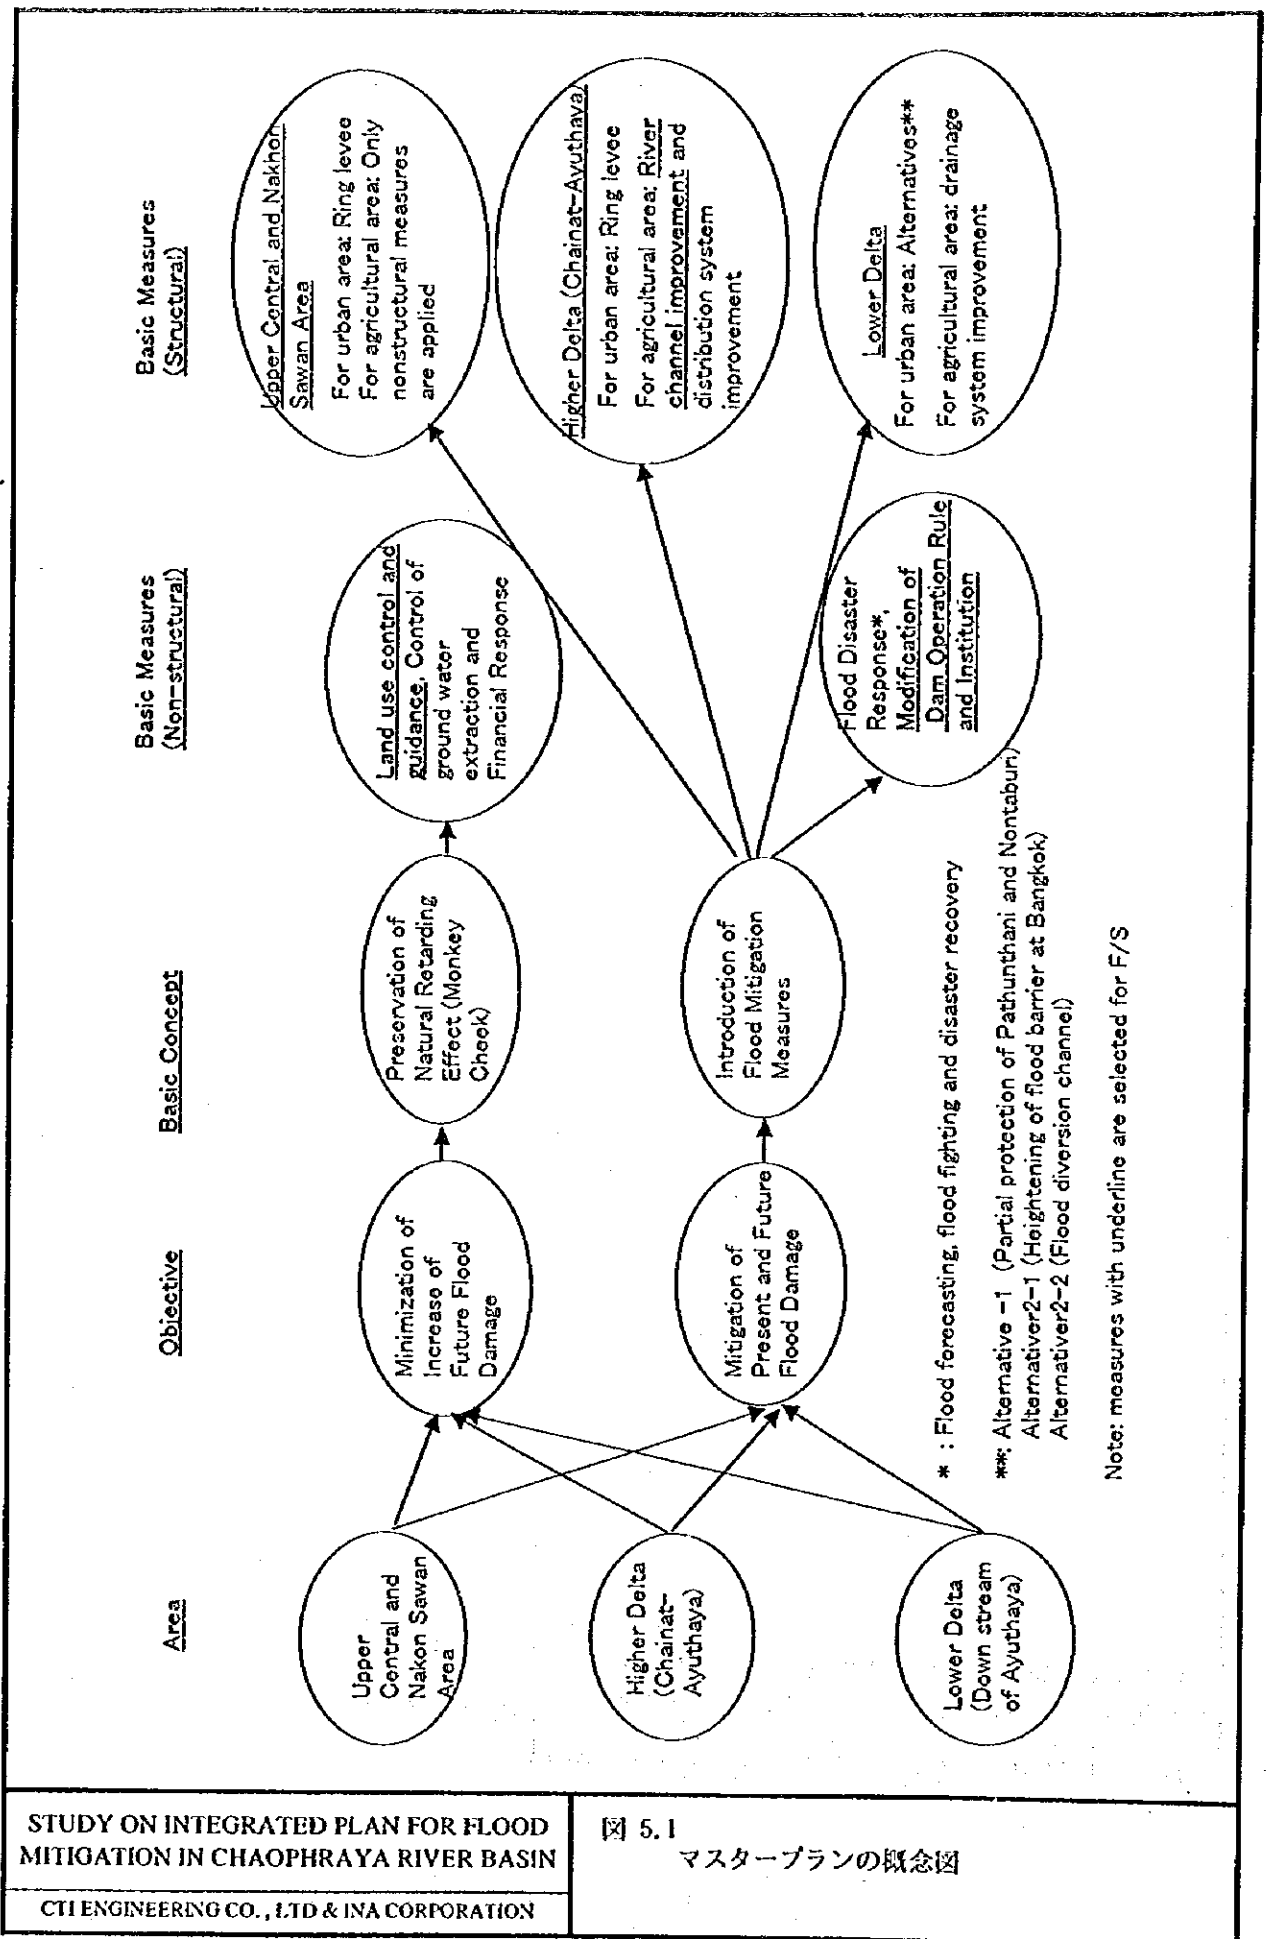 Area
Objective
Basic Concept
Basic Measures
(Non-structural)
Basic Measures
(Structural)
Upper
Central and
Nakon Sawan
Area
Higher Delta
(Chainat-
Ayuthaya)
Lower Delta
(Down stream
of Ayuthaya)
Minimization of
Increase of
Future Flood
Damage
Mitigation of
Present and Future
Flood Damage
Preservation of
Natural Retarding
Effect (Monkey
Cheek)
Introduction of
Flood Mitigation
Measures
Land use control and
guidance, Control of
ground water
extraction and
Financial Response
Flood Disaster
Response*,
Modification of
Dam Operation Rule
and Institution
Upper Central and Nakhon
Sawan Area
For urban area: Ring levee
For agricultural area: Only
nonstructural measures
are applied
Higher Delta (Chainat-Ayuthaya)
For urban area: Ring levee
For agricultural area: River
channel improvement and
distribution system
improvement
Lower Delta
For urban area: Alternatives**
For agricultural area: drainage
system improvement
* : Flood forecasting, flood fighting and disaster recovery
**: Alternative -1 (Partial protection of Pathunthani and Nontaburi)
Alternativer2-1 (Heightening of flood barrier at Bangkok)
Alternativer2-2 (Flood diversion channel)
Note: measures with underline are selected for F/S
STUDY ON INTEGRATED PLAN FOR FLOOD
MITIGATION IN CHAOPHRAYA RIVER BASIN
CTI ENGINEERING CO., LTD & INA CORPORATION
図 5.1
マスタープランの概念図